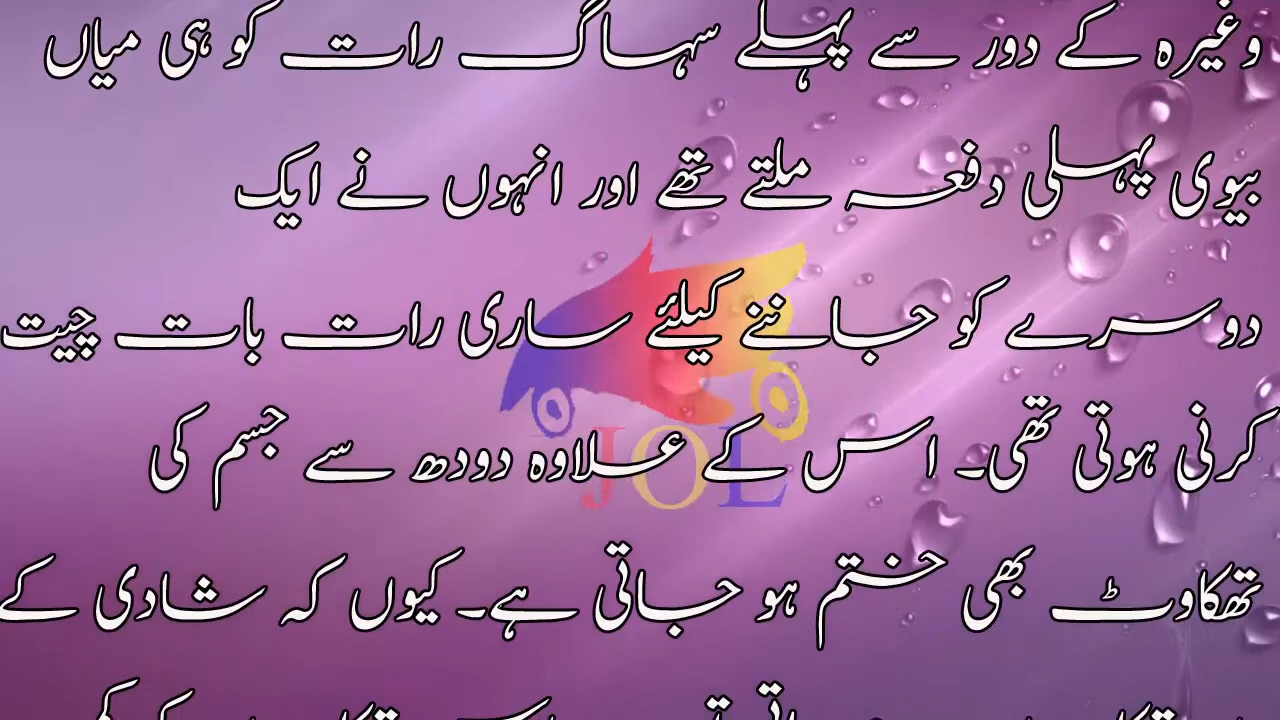 وغیرہ کے دور سے پہلے سہاگ رات کو ہی میاں
بیوی پہلی دفعہ ملتے تھے اور انہوں نے ایک
دوسرے کو جاننے کیلئے ساری رات بات چیت
کرنی ہوتی تھی۔ اس کے علاوہ دودھ سے جسم کی
تھکاوٹ بھی ختم ہو جاتی ہے۔ کیوں کہ شادی کے
JOL